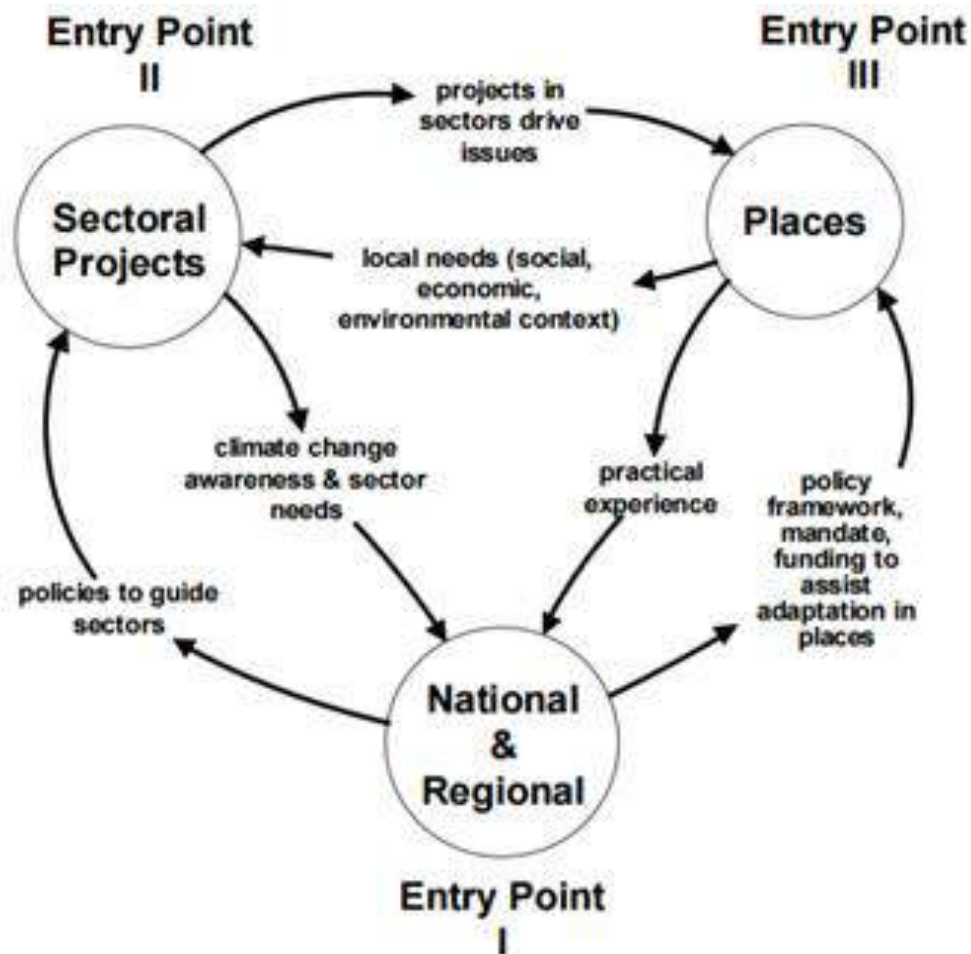 Entry Point
II
Entry Point
III
projects in
sectors drive
issues
Sectoral
Projects
Places
local needs (social,
economic,
environmental context)
climate change
awareness & sector
needs
practical
experience
policy
framework,
mandate,
funding to
assist
adaptation in
places
policies to guide
sectors
National
&
Regional
Entry Point
I